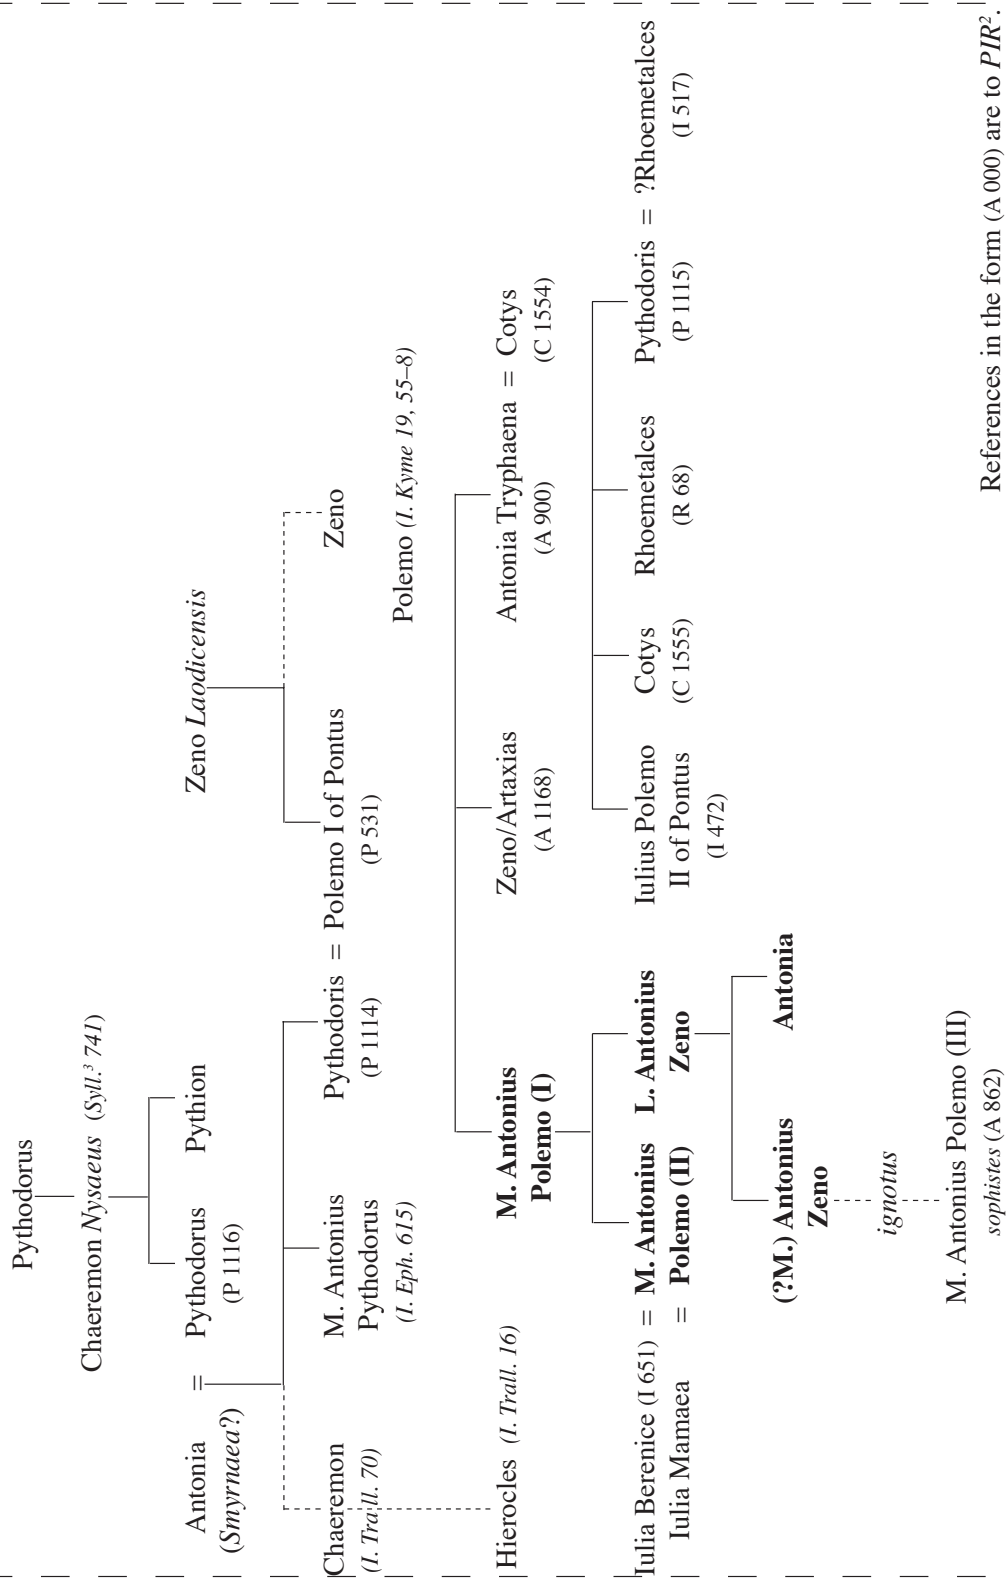 Pythodorus
Chaeremon Nysaeus (Syll.³ 741)
Antonia
(Smyrnaea?)
=
Pythodorus
(P 1116)
Pythion
Zeno Laodicensis
Chaeremon
(I. Trall. 70)
M. Antonius
Pythodorus
(I. Eph. 615)
Pythodoris
(P 1114)
= Polemo I of Pontus
(P 531)
Zeno
Polemo (I. Kyme 19, 55–8)
Hierocles (I. Trall. 16)
M. Antonius
Polemo (I)
Zeno/Artaxias
(A 1168)
Antonia Tryphaena = Cotys
(A 900)
(C 1554)
Iulia Berenice (I 651) = M. Antonius
Iulia Mamaea = Polemo (II)
L. Antonius
Zeno
Iulius Polemo
II of Pontus
(I 472)
Cotys
(C 1555)
Rhoemetalces
(R 68)
Pythodoris = ?Rhoemetalces
(P 1115)
(I 517)
(?M.) Antonius
Zeno
Antonia
ignotus
M. Antonius Polemo (III)
sophistes (A 862)
References in the form (A 000) are to PIR².